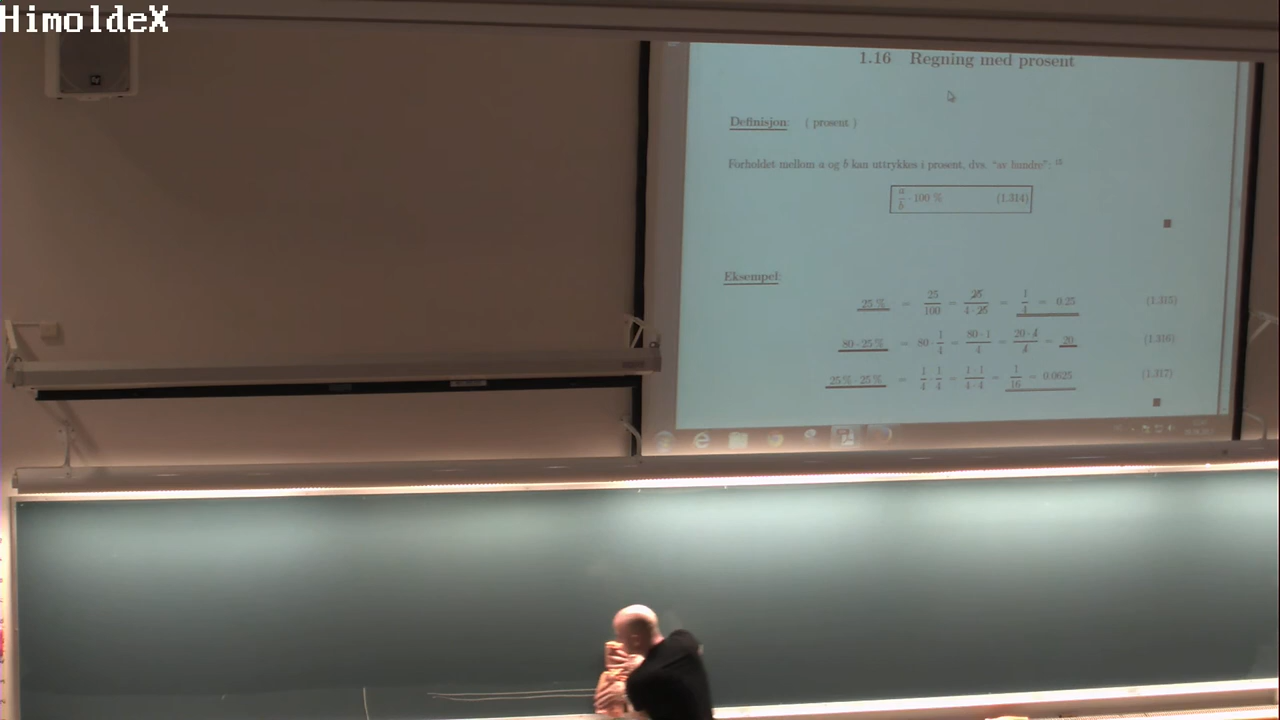 HimoldeX
1.16 Regning med prosent
Definisjon: ( prosent )
Forholdet mellom a og b kan uttrykkes i prosent, dvs. "av hundre":
a/b · 100 % (1.314)
Eksempel:
25 % = 25/100 = 25/4·25 = 1/4 = 0.25 (1.315)
80 · 25 % = 80 · 1/4 = 80·1/4 = 20·4/4 = 20 (1.316)
25 % · 25 % = 1/4 · 1/4 = 1·1/4·4 = 1/16 = 0.0625 (1.317)